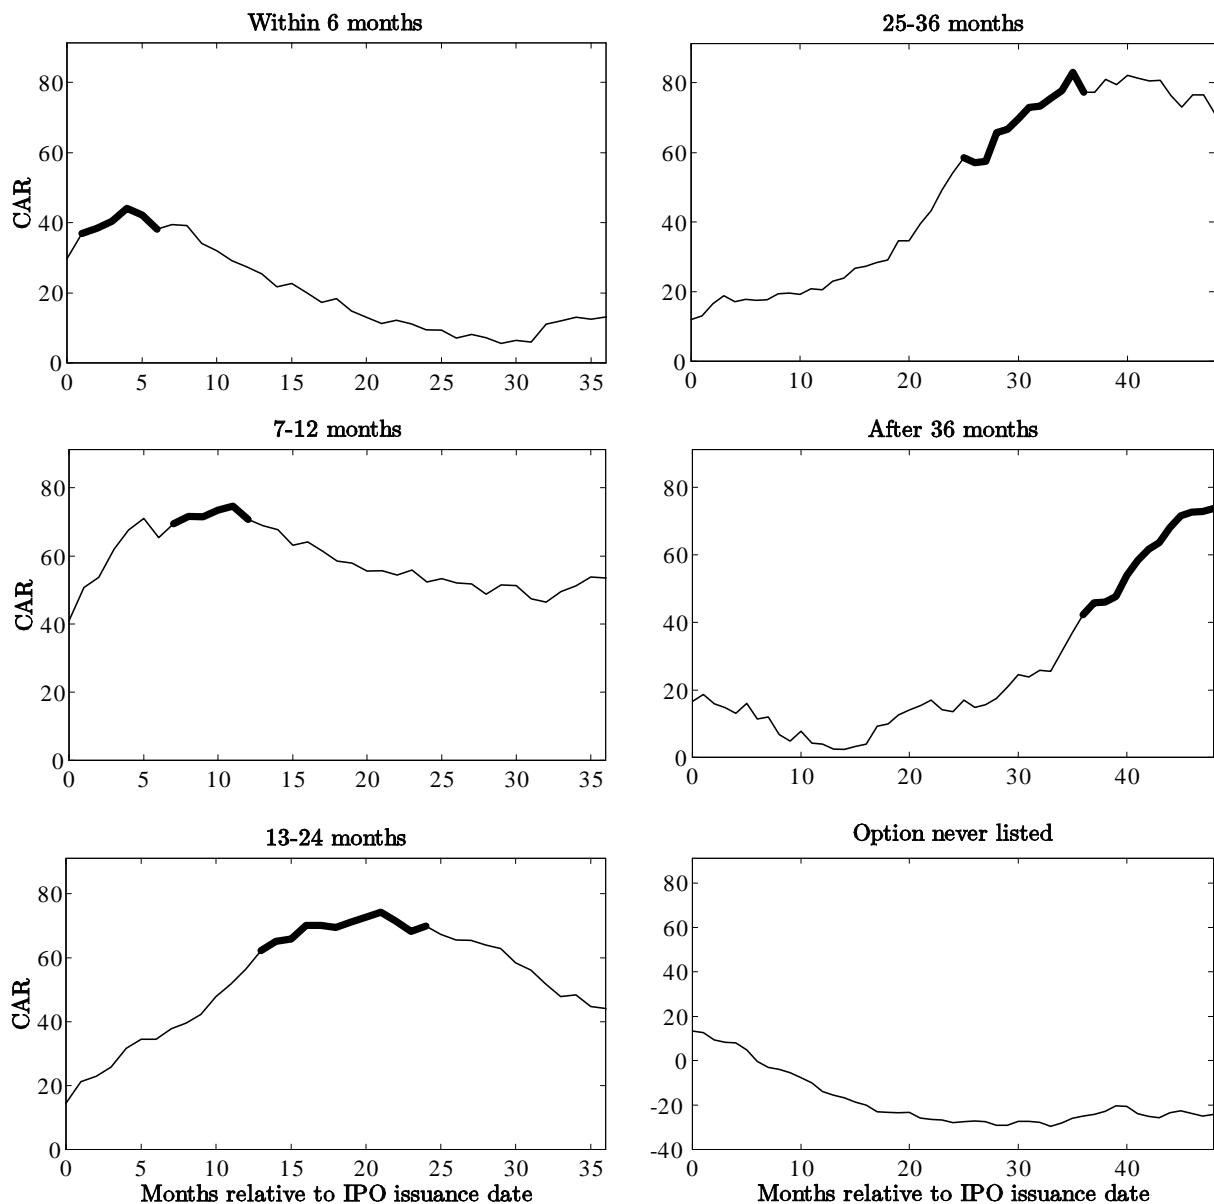 Within 6 months
CAR
80
60
40
20
0
0 5 10 15 20 25 30 35
25-36 months
80
60
40
20
0
0 10 20 30 40
7-12 months
CAR
80
60
40
20
0
0 5 10 15 20 25 30 35
After 36 months
80
60
40
20
0
0 10 20 30 40
13-24 months
CAR
80
60
40
20
0
0 5 10 15 20 25 30 35
Months relative to IPO issuance date
Option never listed
80
60
40
20
0
-20
-40
0 10 20 30 40
Months relative to IPO issuance date